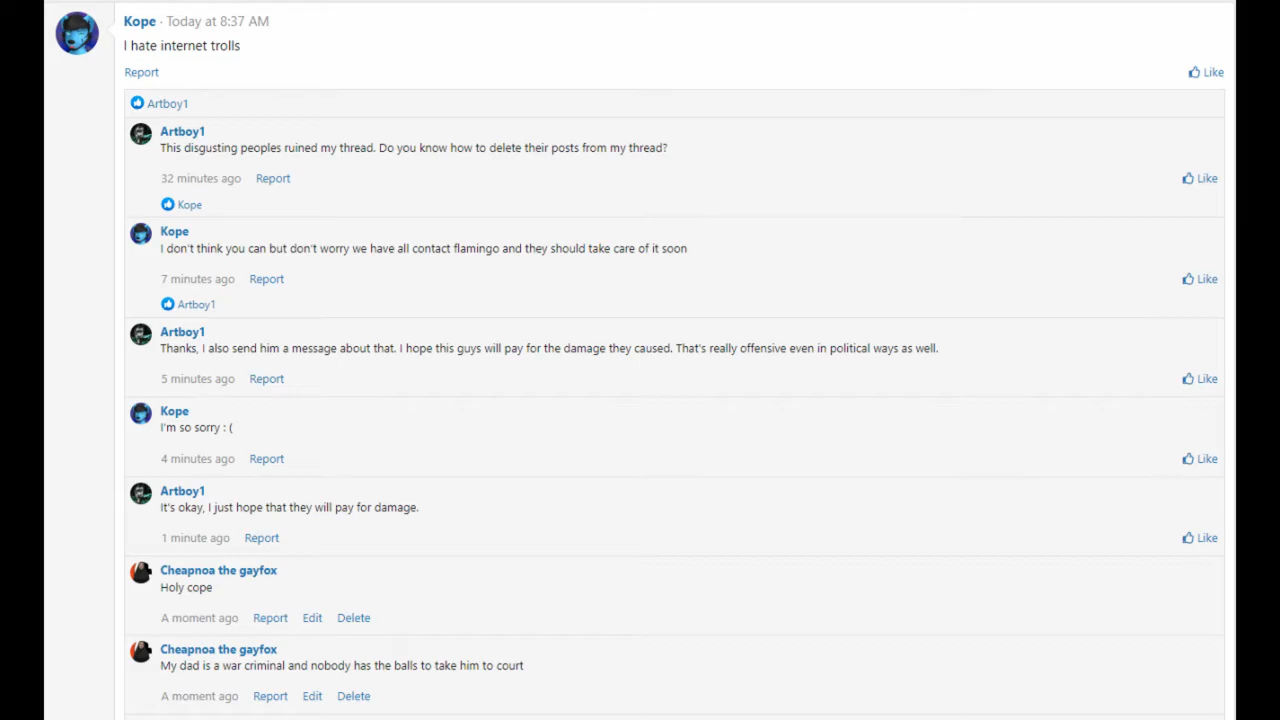 Kope · Today at 8:37 AM
I hate internet trolls
Report Like
Artboy1
Artboy1
This disgusting peoples ruined my thread. Do you know how to delete their posts from my thread?
32 minutes ago Report Like
Kope
Kope
I don't think you can but don't worry we have all contact flamingo and they should take care of it soon
7 minutes ago Report Like
Artboy1
Artboy1
Thanks, I also send him a message about that. I hope this guys will pay for the damage they caused. That's really offensive even in political ways as well.
5 minutes ago Report Like
Kope
I'm so sorry : (
4 minutes ago Report Like
Artboy1
It's okay, I just hope that they will pay for damage.
1 minute ago Report Like
Cheapnoa the gayfox
Holy cope
A moment ago Report Edit Delete
Cheapnoa the gayfox
My dad is a war criminal and nobody has the balls to take him to court
A moment ago Report Edit Delete